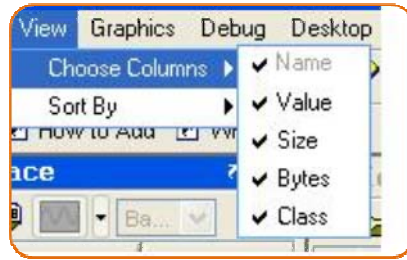 View Graphics Debug Desktop
Choose Columns
Name
Sort By
Value
How to Add
Size
ace
Bytes
Ba...
Class